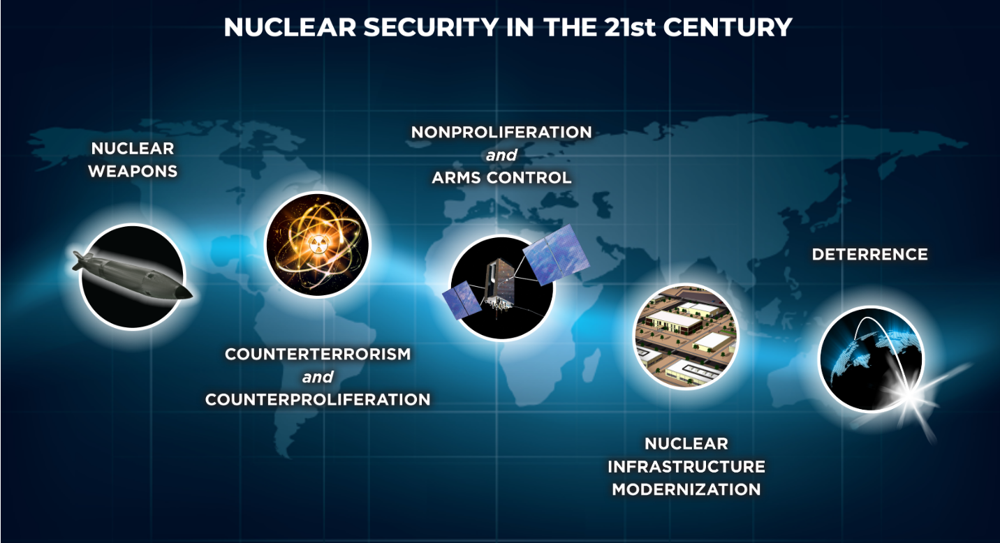 NUCLEAR SECURITY IN THE 21st CENTURY
NUCLEAR
WEAPONS
COUNTERTERRORISM
and
COUNTERPROLIFERATION
NONPROLIFERATION
and
ARMS CONTROL
NUCLEAR
INFRASTRUCTURE
MODERNIZATION
DETERRENCE